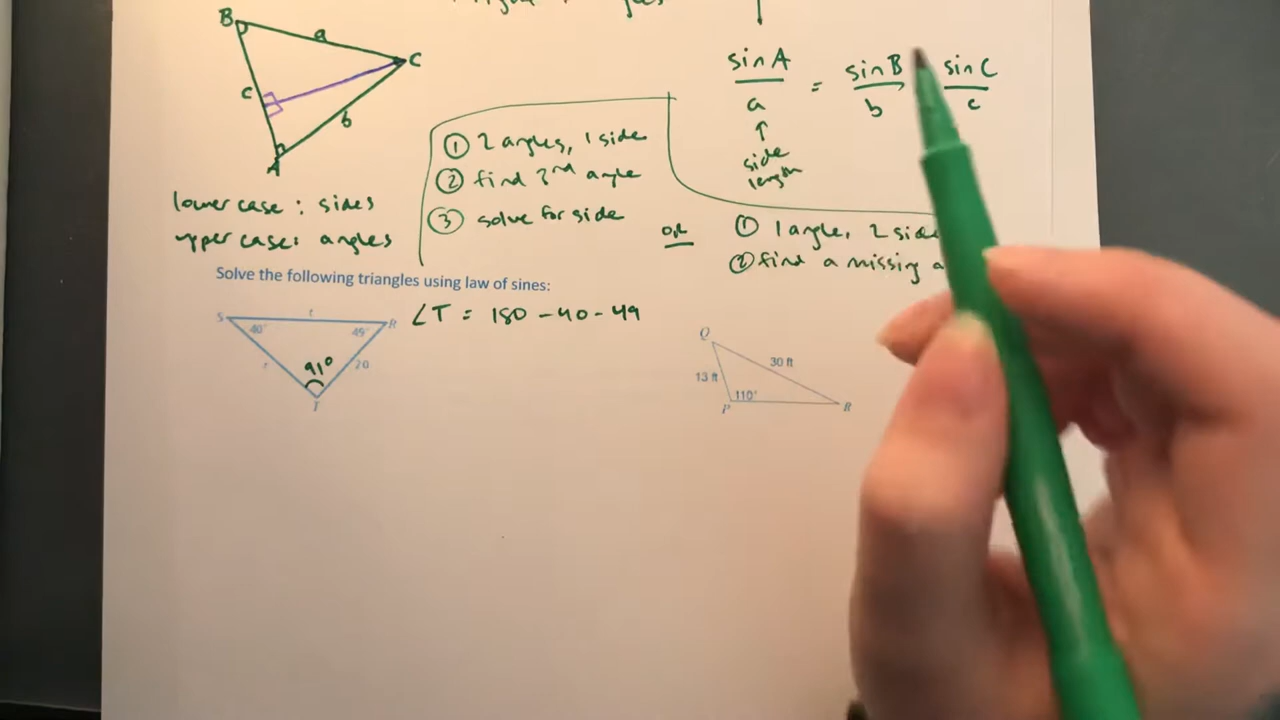 B
a
C
c
b
A
sin A
a
=
sin B
b
sin C
c
↑
side
length
① 2 angles, 1 side
② find 3rd angle
③ solve for side
lower case : sides
upper case: angles
or
① 1 angle, 2 sid
② find a missing a
Solve the following triangles using law of sines:
S
t
R
40°
49°
91°
20
T
∠T = 180 - 40 - 49
Q
30 ft
13 ft
110°
P
R